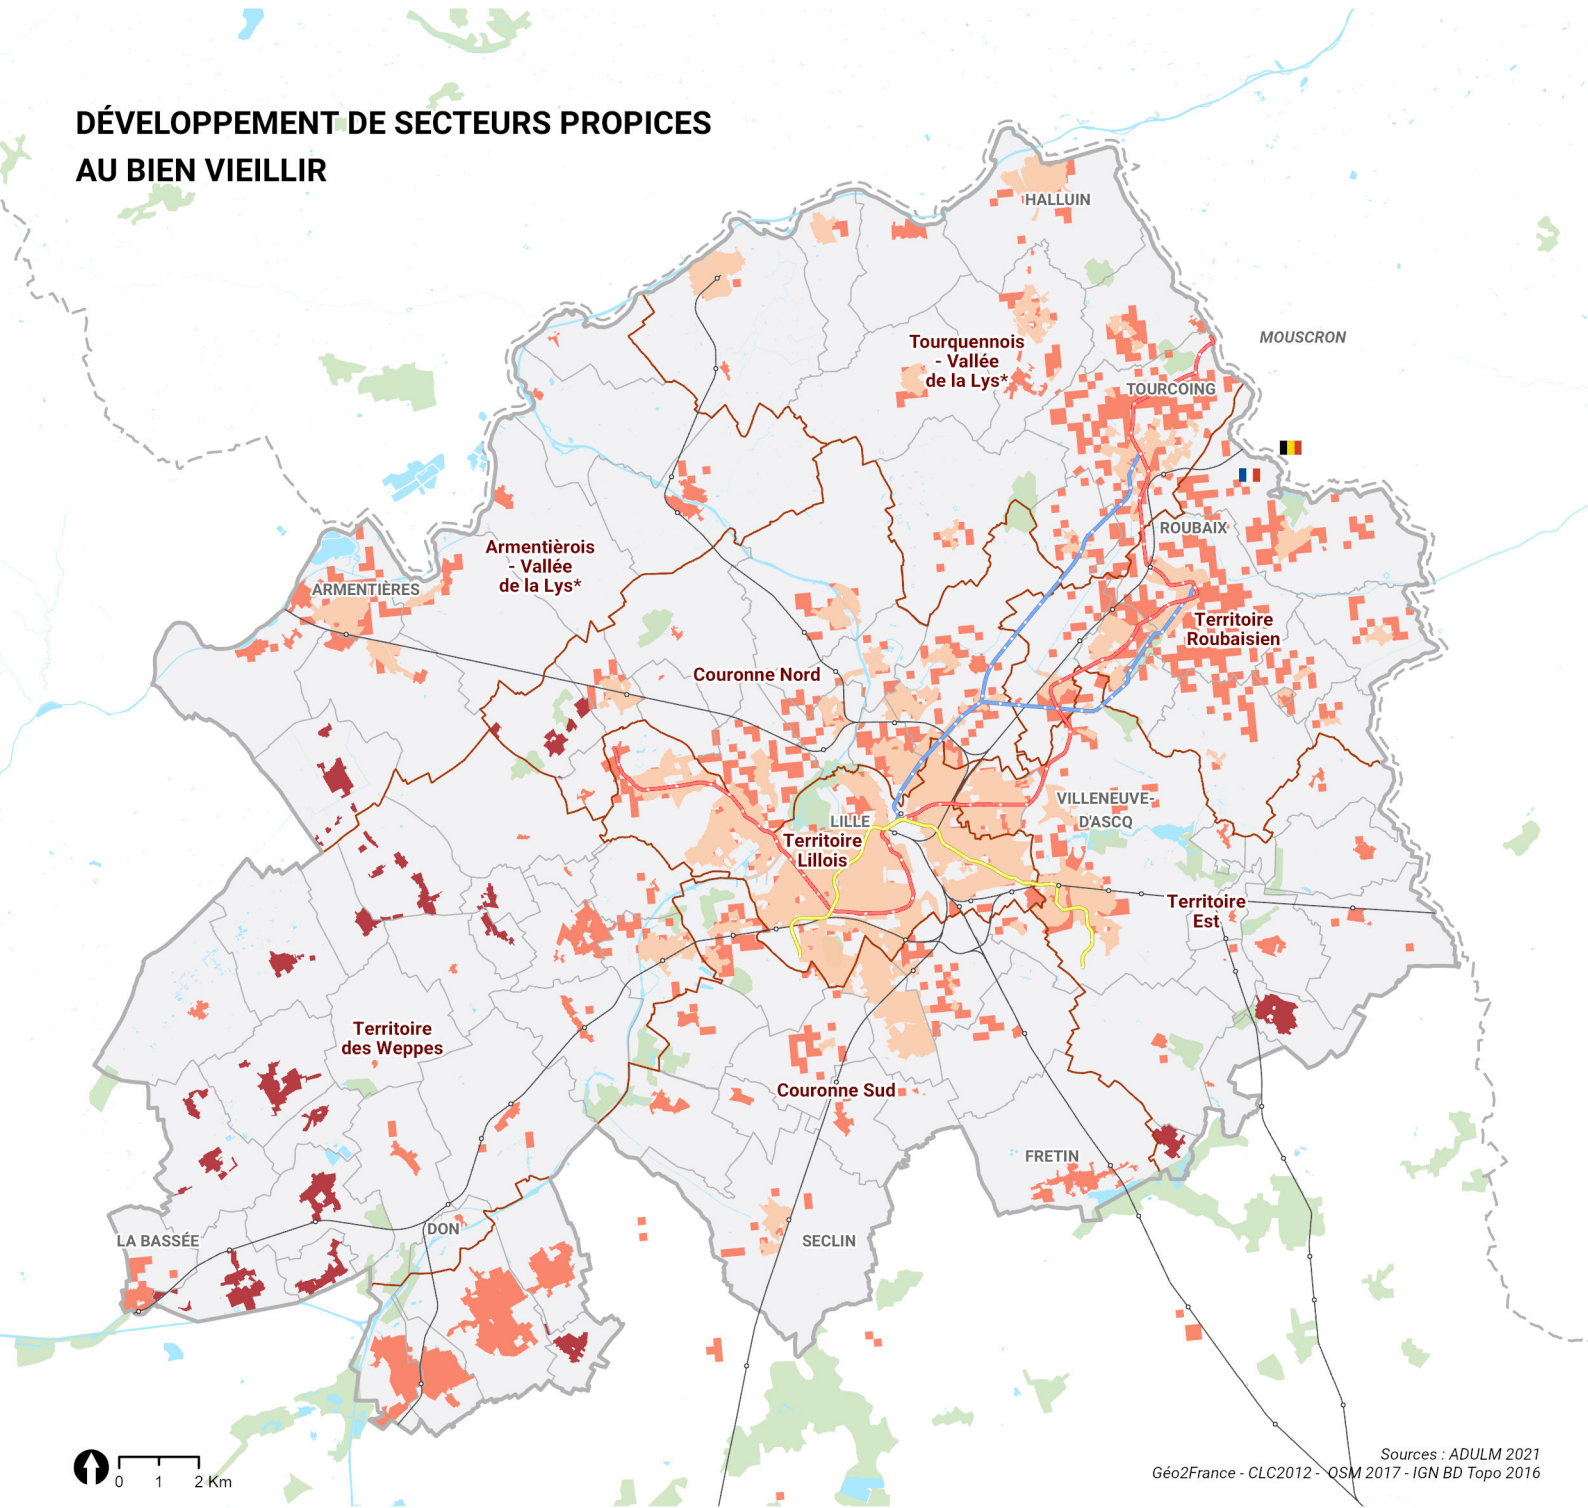 DÉVELOPPEMENT DE SECTEURS PROPICES
AU BIEN VIEILLIR
HALLUIN
MOUSCRON
Tourquennois
- Vallée
de la Lys*
TOURCOING
ROUBAIX
Armentièrois
- Vallée
de la Lys*
ARMENTIÈRES
Territoire
Roubaisien
Couronne Nord
VILLENEUVE-
D'ASCQ
LILLE
Territoire
Lillois
Territoire
Est
Territoire
des Weppes
Couronne Sud
FRETIN
LA BASSÉE
DON
SECLIN
0 1 2 Km
Sources : ADULM 2021
Géo2France - CLC2012 - OSM 2017 - IGN BD Topo 2016